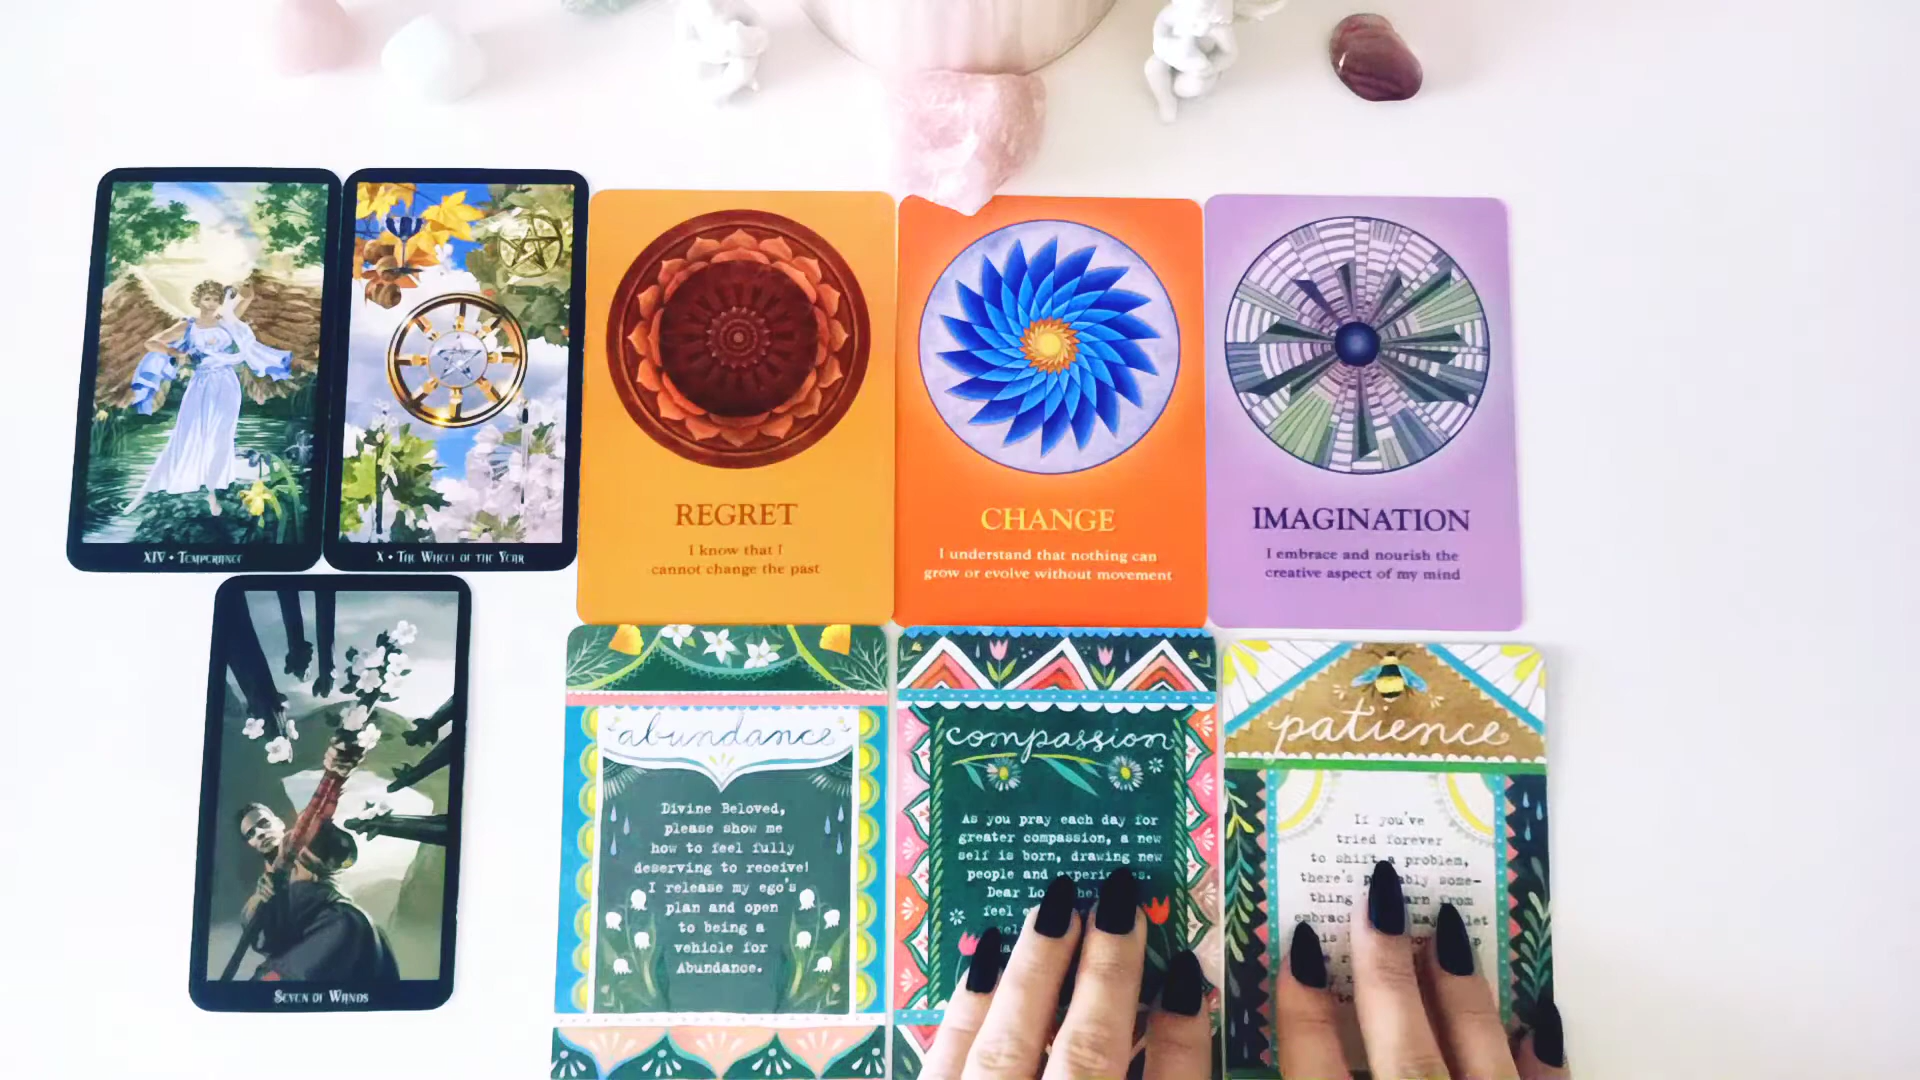 XIV • Temperance
X • The Wheel of the Year
Seven of Wands
REGRET
I know that I
cannot change the past
CHANGE
I understand that nothing can
grow or evolve without movement
IMAGINATION
I embrace and nourish the
creative aspect of my mind
abundance
Divine Beloved,
please show me
how to feel fully
deserving to receive!
I release my ego's
plan and open
to being a
vehicle for
Abundance.
compassion
As you pray each day for
greater compassion, a new
self is born, drawing new
people and
Dear
feel
patience
If you've
tried forever
to shift a problem,
there's some-
thing
let